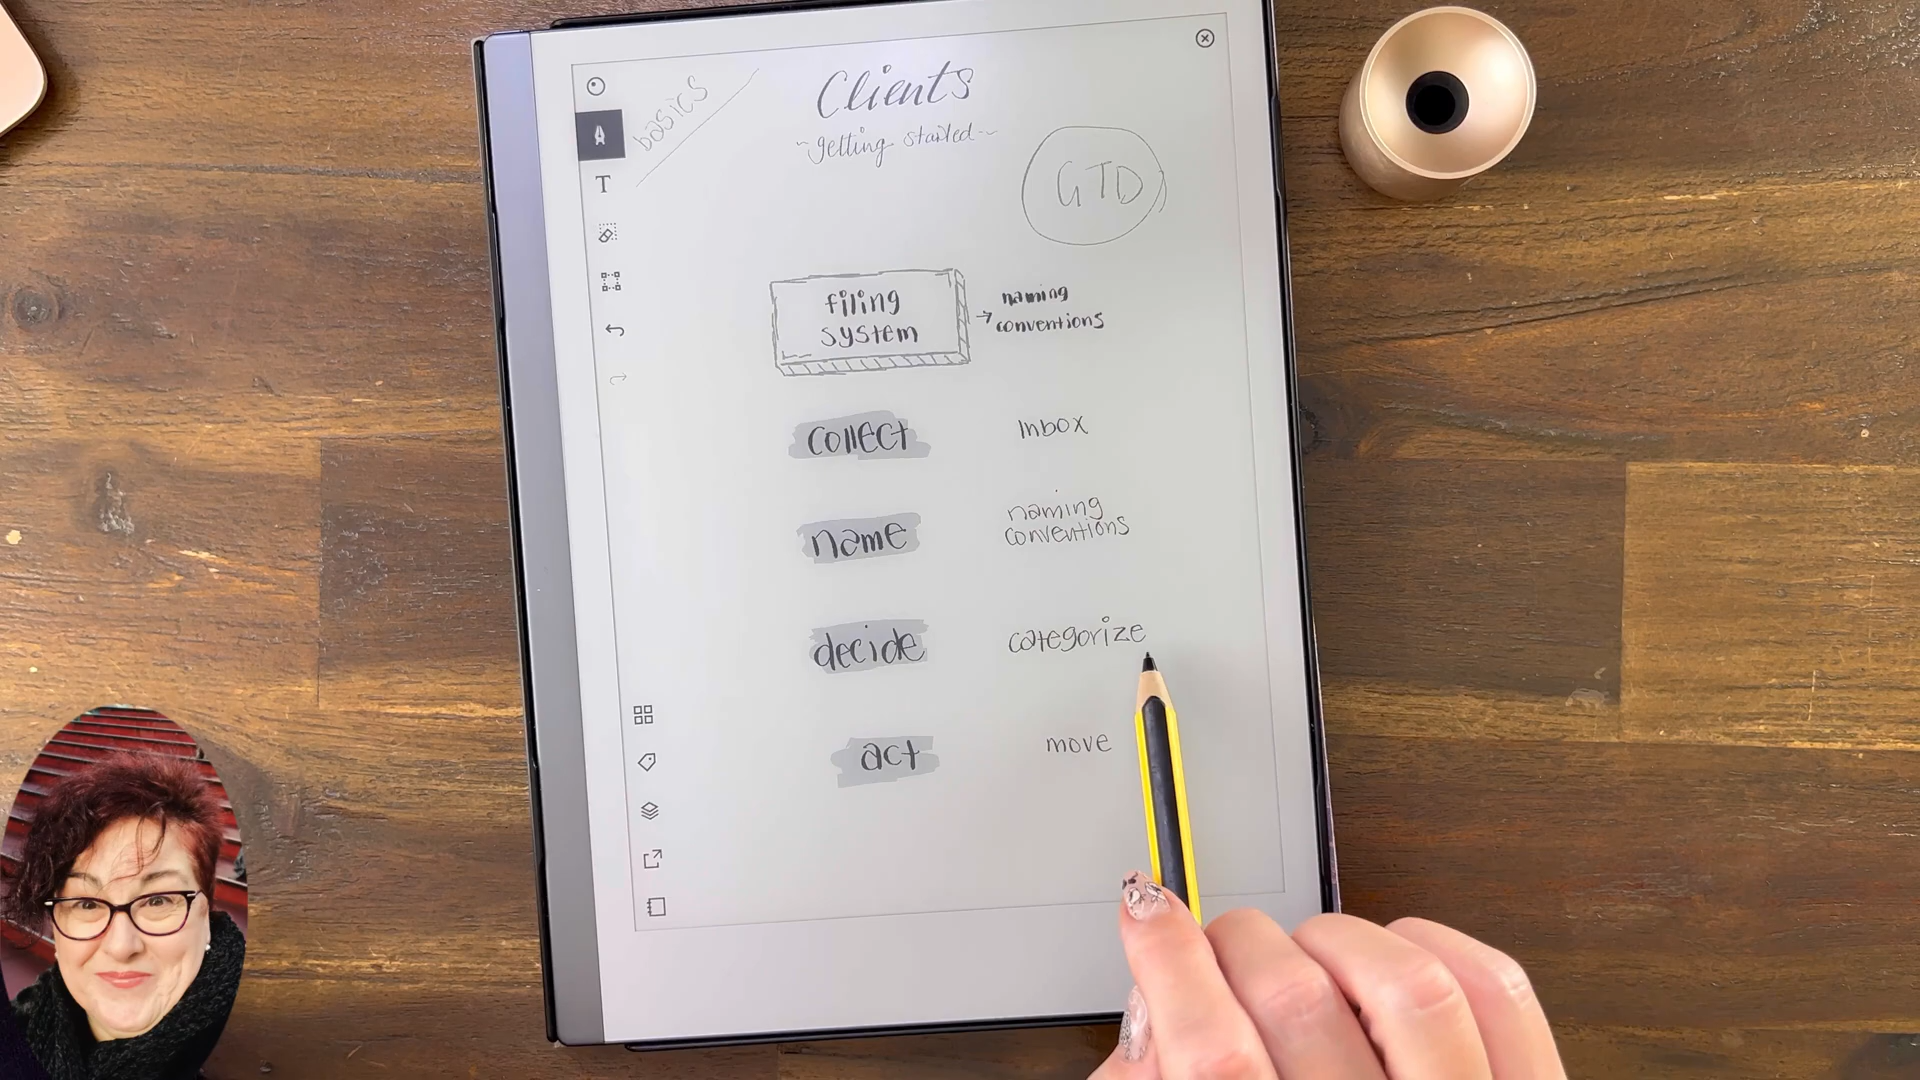 basics
Clients
~getting started~
GTD
filing
system
→ naming
conventions
collect
Inbox
name
naming
conventions
decide
categorize
act
move
T